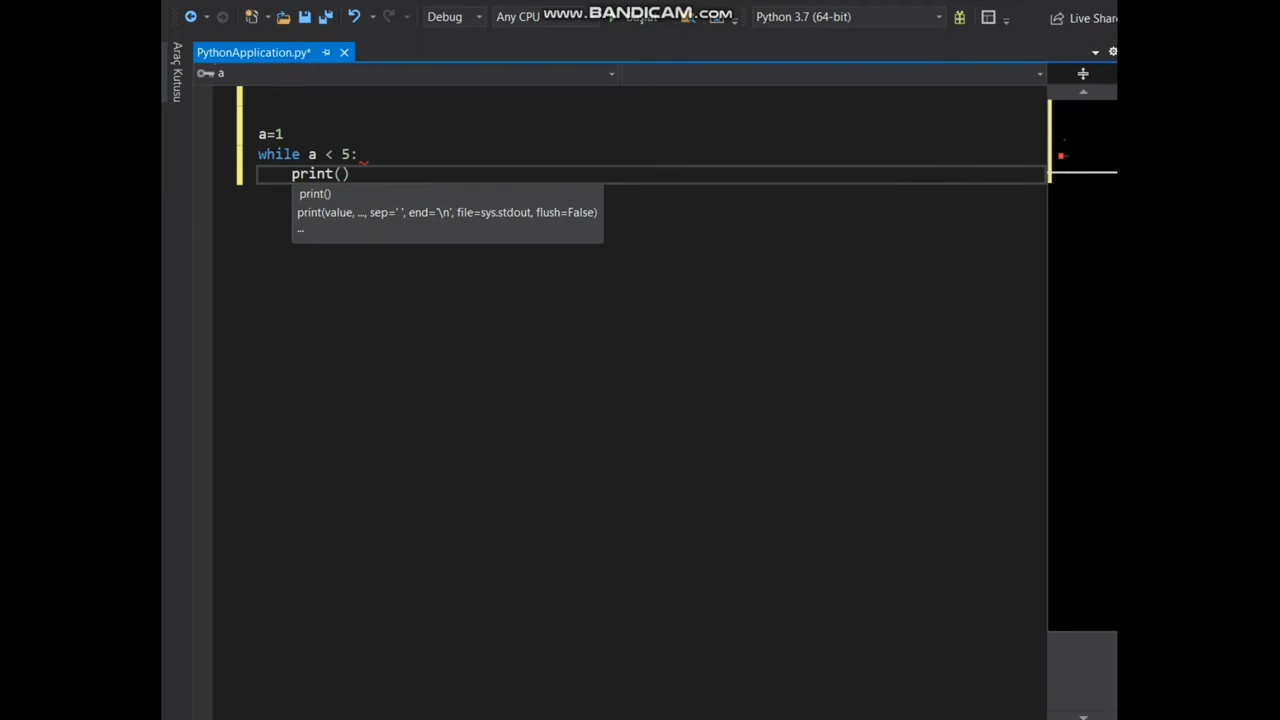 www.BANDICAM.com
Debug
Any CPU
Python 3.7 (64-bit)
Live Share
PythonApplication.py*
Araç Kutusu
a
a=1
while a < 5:
print()
print()
print(value, ..., sep=' ', end='\n', file=sys.stdout, flush=False)
...